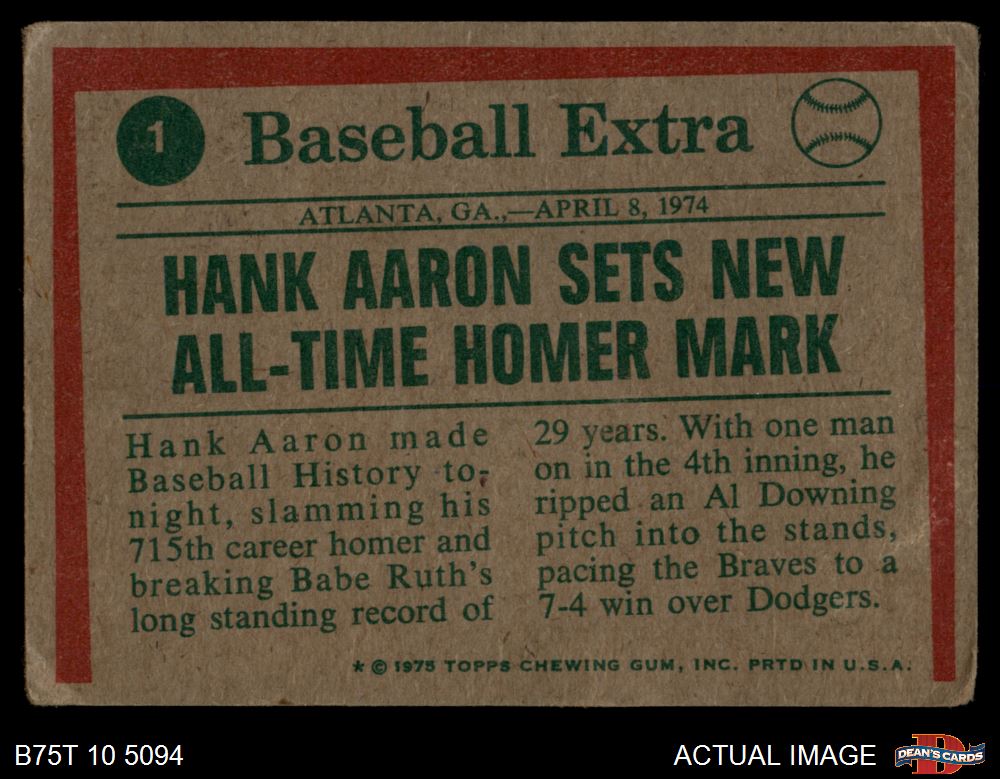 1
Baseball Extra
ATLANTA, GA.,—APRIL 8, 1974
HANK AARON SETS NEW
ALL-TIME HOMER MARK
Hank Aaron made
Baseball History to-
night, slamming his
715th career homer and
breaking Babe Ruth's
long standing record of
29 years. With one man
on in the 4th inning, he
ripped an Al Downing
pitch into the stands,
pacing the Braves to a
7-4 win over Dodgers.
* © 1975 TOPPS CHEWING GUM, INC. PRTD IN U.S.A.
B75T 10 5094
ACTUAL IMAGE
DEAN'S CARDS